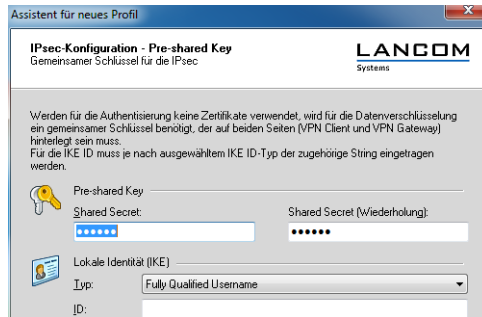 Assistent für neues Profil
IPsec-Konfiguration - Pre-shared Key
Gemeinsamer Schlüssel für die IPsec
LANCOM
Systems
Werden für die Authentisierung keine Zertifikate verwendet, wird für die Datenverschlüsselung
ein gemeinsamer Schlüssel benötigt, der auf beiden Seiten (VPN Client und VPN Gateway)
hinterlegt sein muss.
Für die IKE ID muss je nach ausgewähltem IKE ID-Typ der zugehörige String eingetragen
werden.
Pre-shared Key
Shared Secret:
Shared Secret (Wiederholung):
••••••
••••••
Lokale Identität (IKE)
Typ:
Fully Qualified Username
ID: